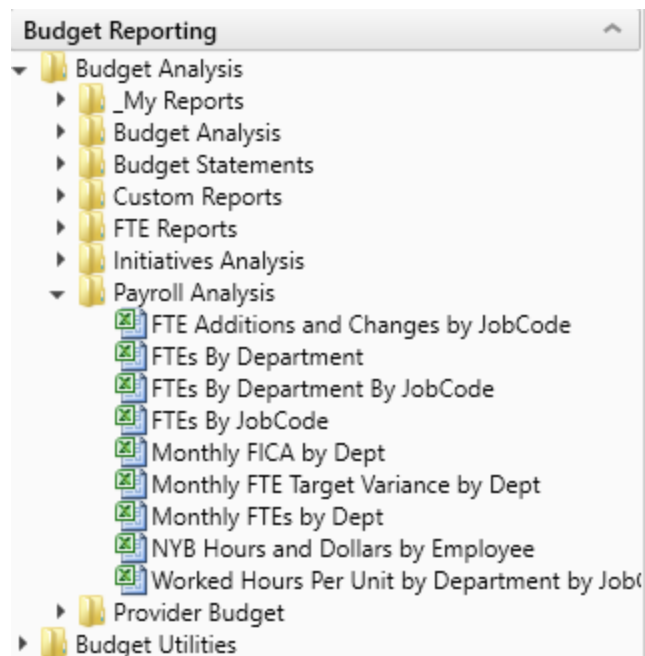 Budget Reporting
Budget Analysis
_My Reports
Budget Analysis
Budget Statements
Custom Reports
FTE Reports
Initiatives Analysis
Payroll Analysis
FTE Additions and Changes by JobCode
FTEs By Department
FTEs By Department By JobCode
FTEs By JobCode
Monthly FICA by Dept
Monthly FTE Target Variance by Dept
Monthly FTEs by Dept
NYB Hours and Dollars by Employee
Worked Hours Per Unit by Department by Job
Provider Budget
Budget Utilities